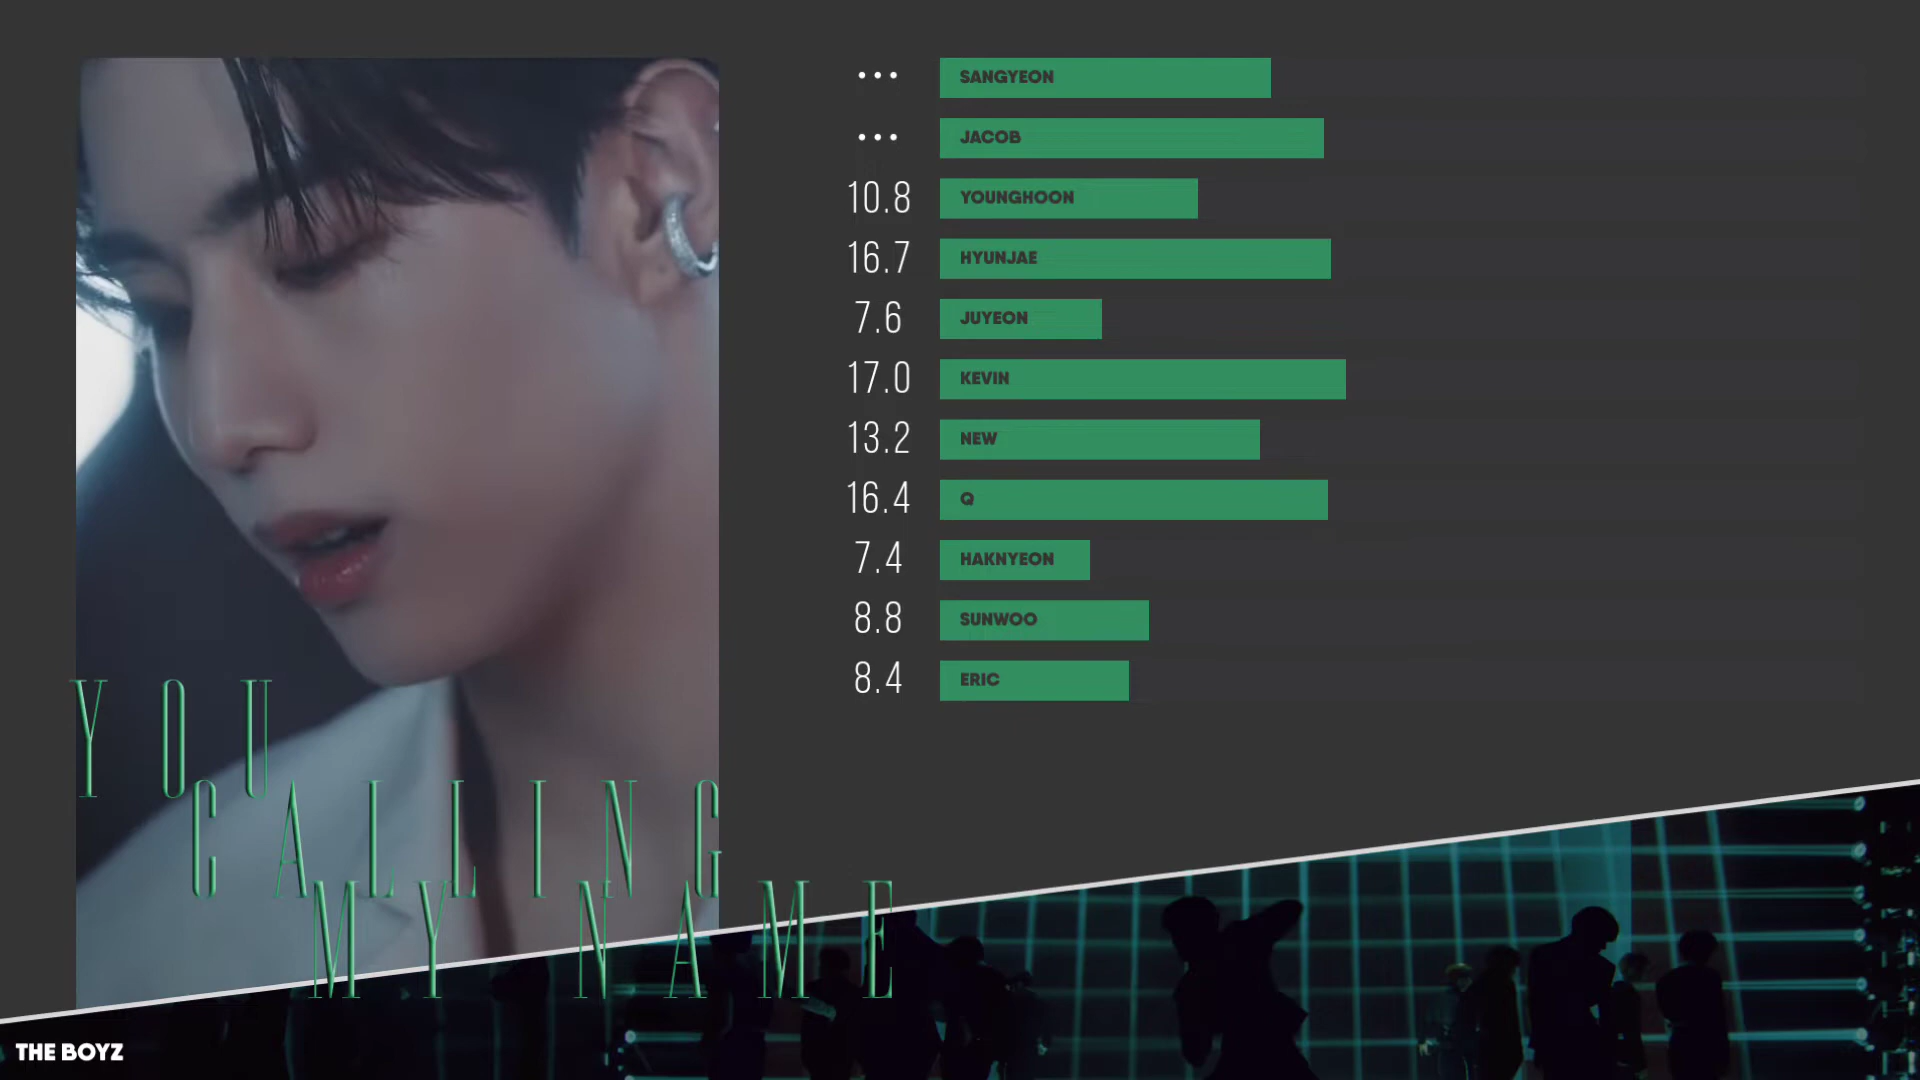 ... SANGYEON
... JACOB
10.8 YOUNGHOON
16.7 HYUNJAE
7.6 JUYEON
17.0 KEVIN
13.2 NEW
16.4 Q
7.4 HAKNYEON
8.8 SUNWOO
8.4 ERIC
YOU
CALLING
MY NAME
THE BOYZ